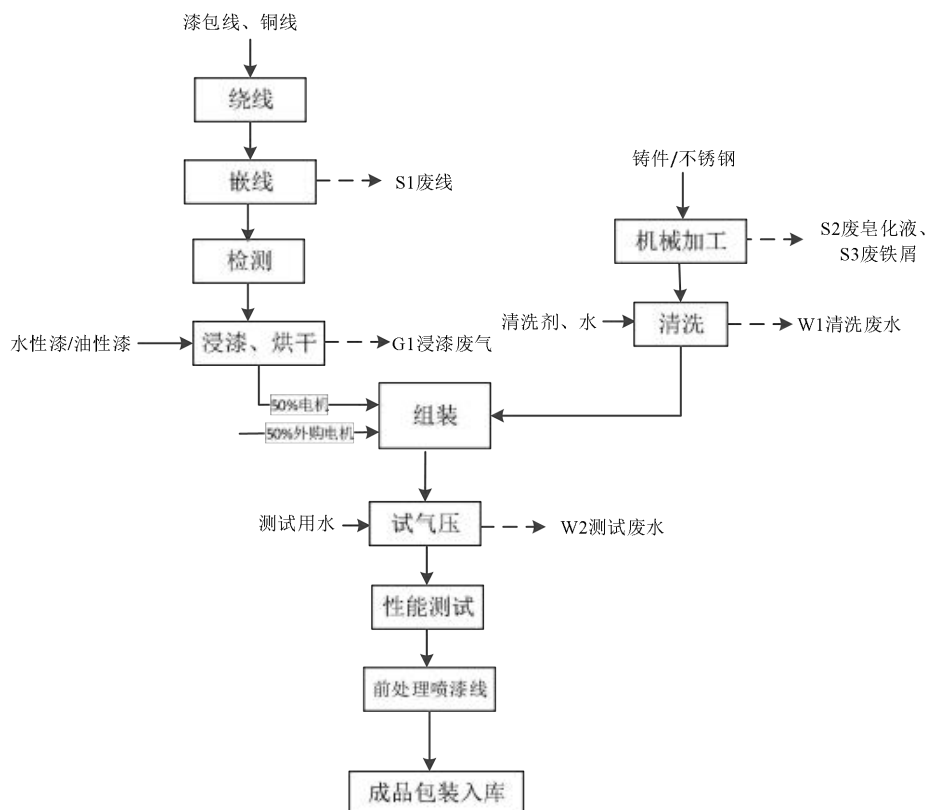 漆包线、铜线
绕线
嵌线
S1废线
检测
水性漆/油性漆
浸漆、烘干
G1浸漆废气
铸件/不锈钢
机械加工
S2废皂化液、
S3废铁屑
清洗剂、水
清洗
W1清洗废水
50%电机
50%外购电机
组装
测试用水
试气压
W2测试废水
性能测试
前处理喷漆线
成品包装入库